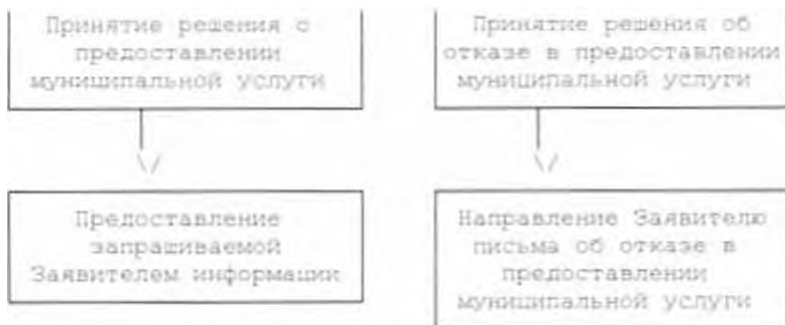 Принятие решения о
предоставлении
муниципальной услуги
Принятие решения об
отказе в предоставлении
муниципальной услуги
Предоставление
запрашиваемой
Заявителем информации
Направление Заявителю
письма об отказе в
предоставлении
муниципальной услуги